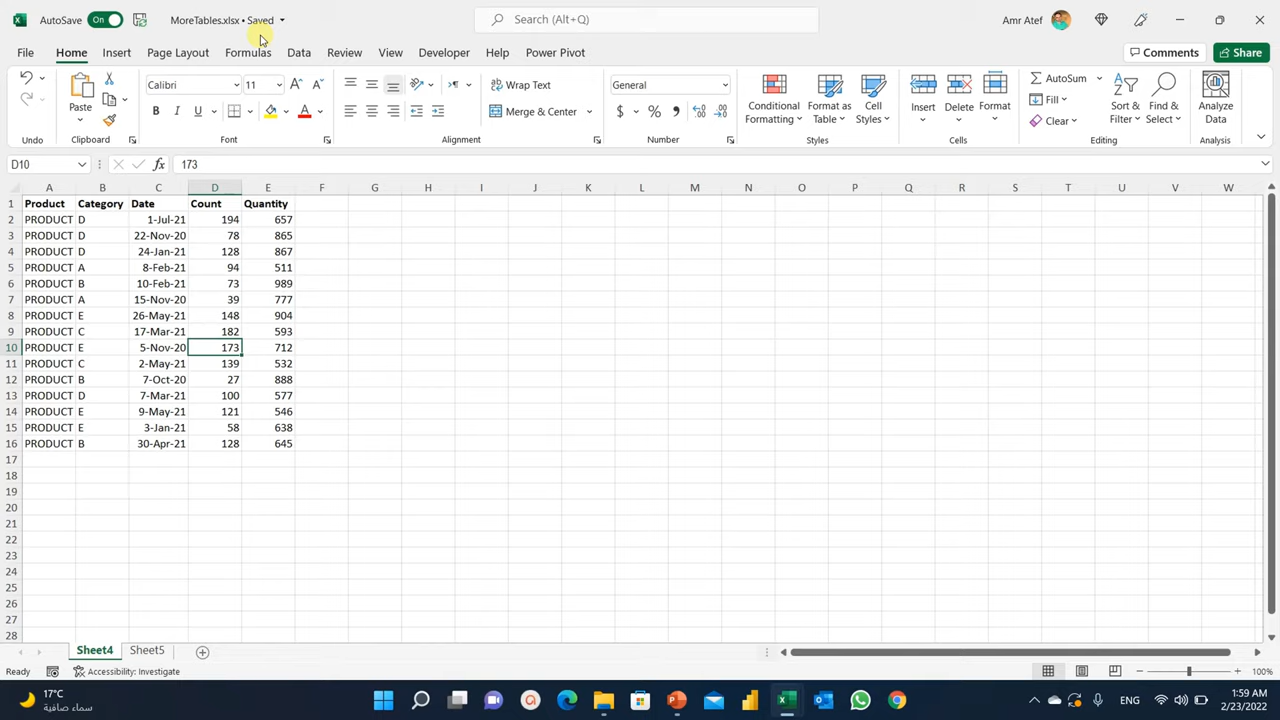 AutoSave On MoreTables.xlsx • Saved Search (Alt+Q) Amr Atef
File Home Insert Page Layout Formulas Data Review View Developer Help Power Pivot Comments Share
Calibri 11 Wrap Text General AutoSum
Paste Merge & Center $ % Conditional Formatting Format as Table Cell Styles Insert Delete Format Fill Clear Sort & Filter Find & Select Analyze Data
B I U A
Undo Clipboard Font Alignment Number Styles Cells Editing Analysis
D10 fx 173
A B C D E F G H I J K L M N O P Q R S T U V W
1 Product Category Date Count Quantity
2 PRODUCT D 1-Jul-21 194 657
3 PRODUCT D 22-Nov-20 78 865
4 PRODUCT D 24-Jan-21 128 867
5 PRODUCT A 8-Feb-21 94 511
6 PRODUCT B 10-Feb-21 73 989
7 PRODUCT A 15-Nov-20 39 777
8 PRODUCT E 26-May-21 148 904
9 PRODUCT C 17-Mar-21 182 593
10 PRODUCT E 5-Nov-20 173 712
11 PRODUCT C 2-May-21 139 532
12 PRODUCT B 7-Oct-20 27 888
13 PRODUCT D 7-Mar-21 100 577
14 PRODUCT E 9-May-21 121 546
15 PRODUCT E 3-Jan-21 58 638
16 PRODUCT B 30-Apr-21 128 645
17
18
19
20
21
22
23
24
25
26
27
28
Sheet4 Sheet5
Ready Accessibility: Investigate 100%
17°C
سماء صافية
ENG
1:59 AM
2/23/2022